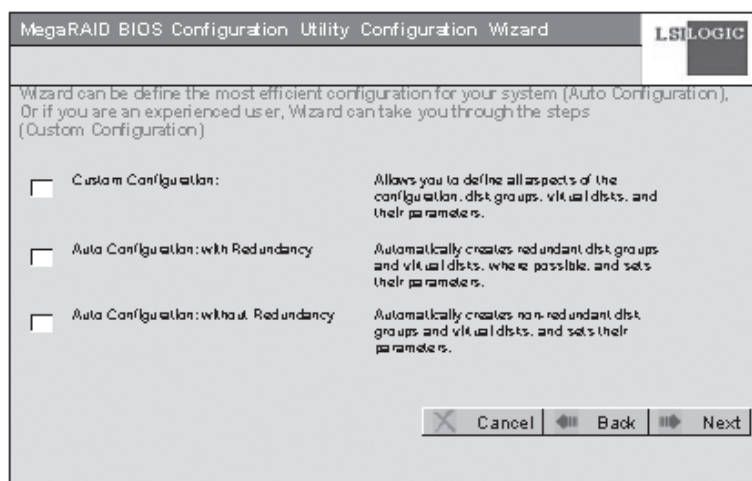 MegaRAID BIOS Configuration Utility Configuration Wizard
LSI LOGIC
Wizard can be define the most efficient configuration for your system (Auto Configuration),
Or if you are an experienced user, Wizard can take you through the steps
(Custom Configuration)
Custom Configuration:
Allows you to define all aspects of the
configuration, disk groups, virtual disks, and
their parameters.
Auto Configuration: with Redundancy
Automatically creates redundant disk groups
and virtual disks, where possible, and sets
their parameters.
Auto Configuration: without Redundancy
Automatically creates non-redundant disk
groups and virtual disks, and sets their
parameters.
Cancel Back Next